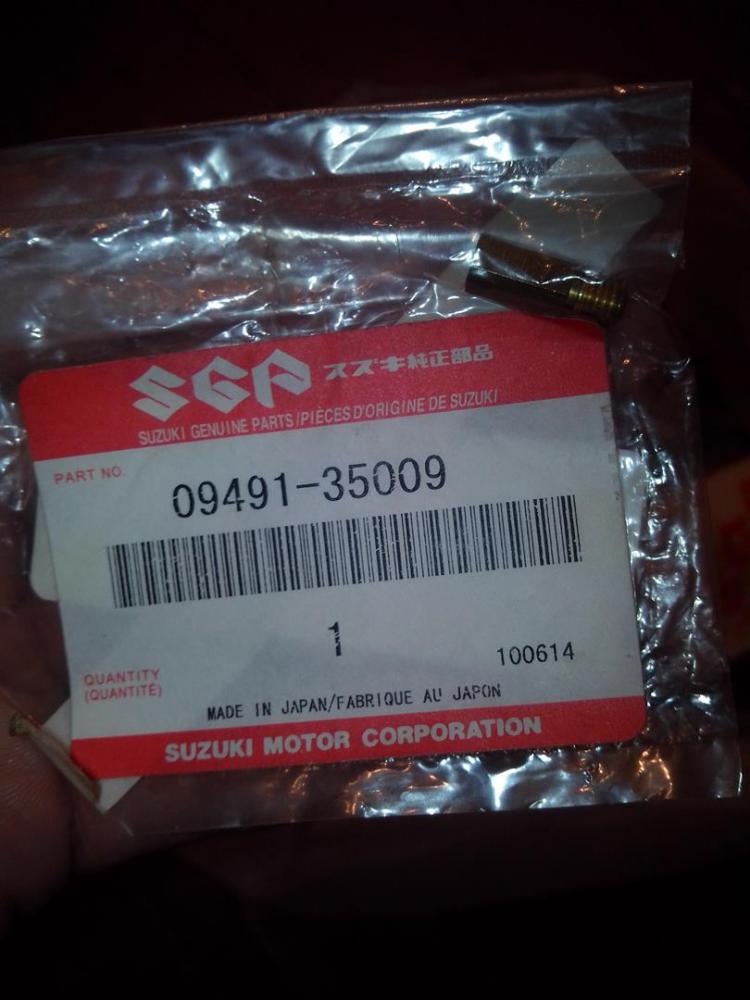 SGP スズキ純正部品
SUZUKI GENUINE PARTS/PIÈCES D'ORIGINE DE SUZUKI
PART NO.
09491-35009
1
100614
QUANTITY
(QUANTITÉ)
MADE IN JAPAN/FABRIQUE AU JAPON
SUZUKI MOTOR CORPORATION